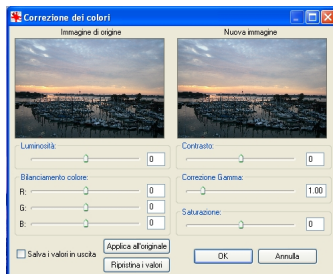 Correzione dei colori
Immagine di origine
Nuova immagine
Luminosità:
0
Contrasto:
0
Bilanciamento colore:
R:
0
G:
0
B:
0
Correzione Gamma:
1.00
Saturazione:
0
Salva i valori in uscita
Applica all'originale
Ripristina i valori
OK
Annulla